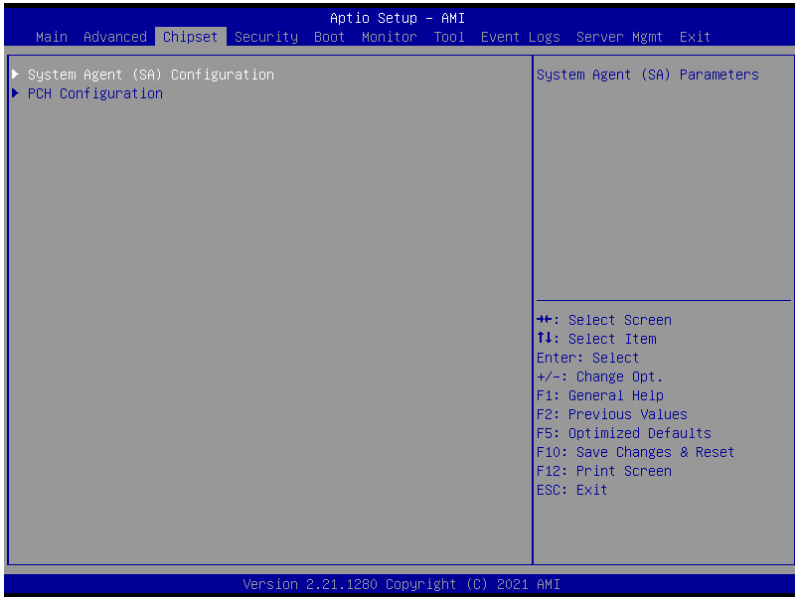 Aptio Setup – AMI
Main Advanced Chipset Security Boot Monitor Tool Event Logs Server Mgmt Exit
▶ System Agent (SA) Configuration
▶ PCH Configuration
System Agent (SA) Parameters
→←: Select Screen
↑↓: Select Item
Enter: Select
+/-: Change Opt.
F1: General Help
F2: Previous Values
F5: Optimized Defaults
F10: Save Changes & Reset
F12: Print Screen
ESC: Exit
Version 2.21.1280 Copyright (C) 2021 AMI